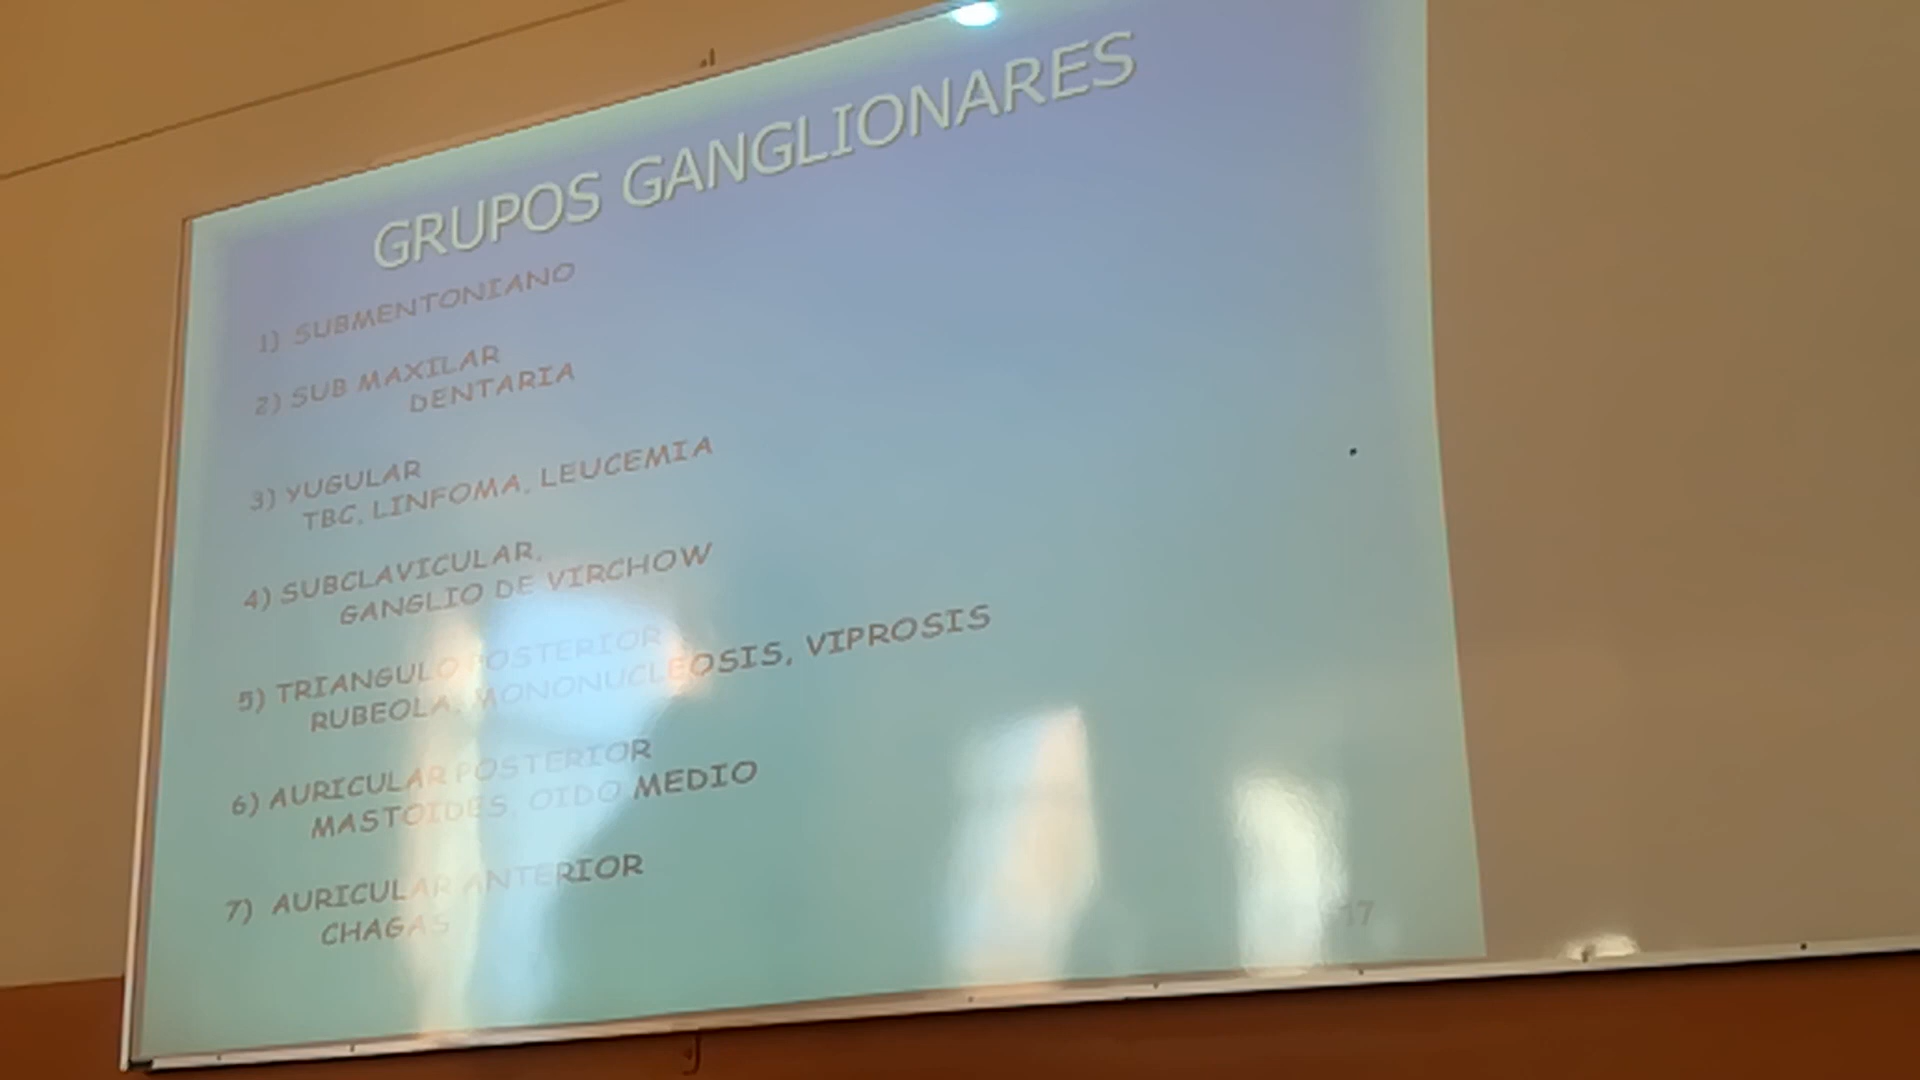 GRUPOS GANGLIONARES
1) SUBMENTONIANO
2) SUB MAXILAR
DENTARIA
3) YUGULAR
TBC, LINFOMA, LEUCEMIA
4) SUBCLAVICULAR,
GANGLIO DE VIRCHOW
5) TRIANGULO POSTERIOR
RUBEOLA, MONONUCLEOSIS, VIPROSIS
6) AURICULAR POSTERIOR
MASTOIDES, OIDO MEDIO
7) AURICULAR ANTERIOR
CHAGAS
17